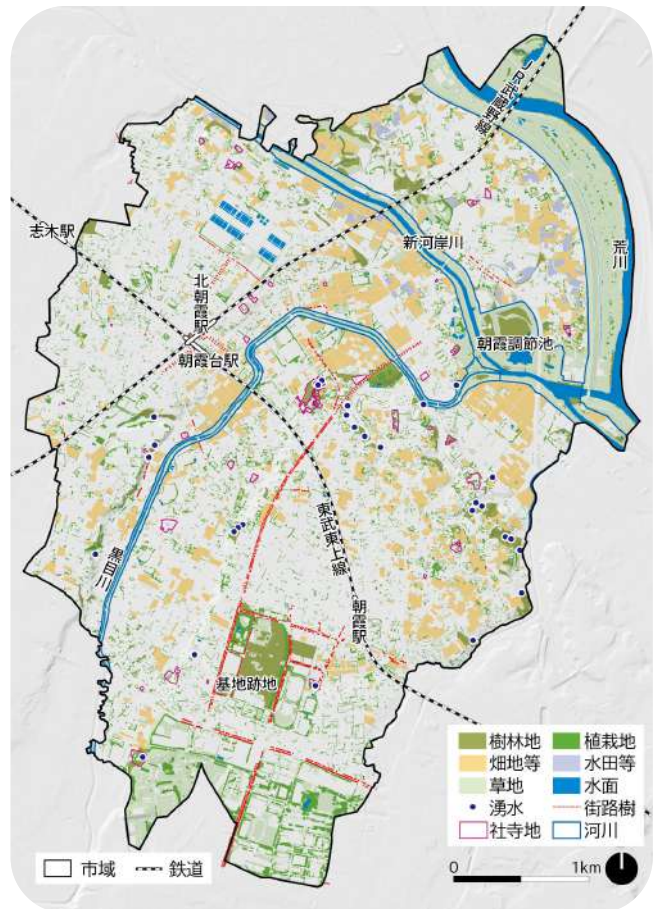 JR武蔵野線
志木駅
新河岸川
荒川
北朝霞駅
朝霞調節池
朝霞台駅
東武東上線
黒目川
朝霞駅
基地跡地
樹林地
植栽地
畑地等
水田等
草地
水面
湧水
街路樹
社寺地
河川
市域
鉄道
0
1km